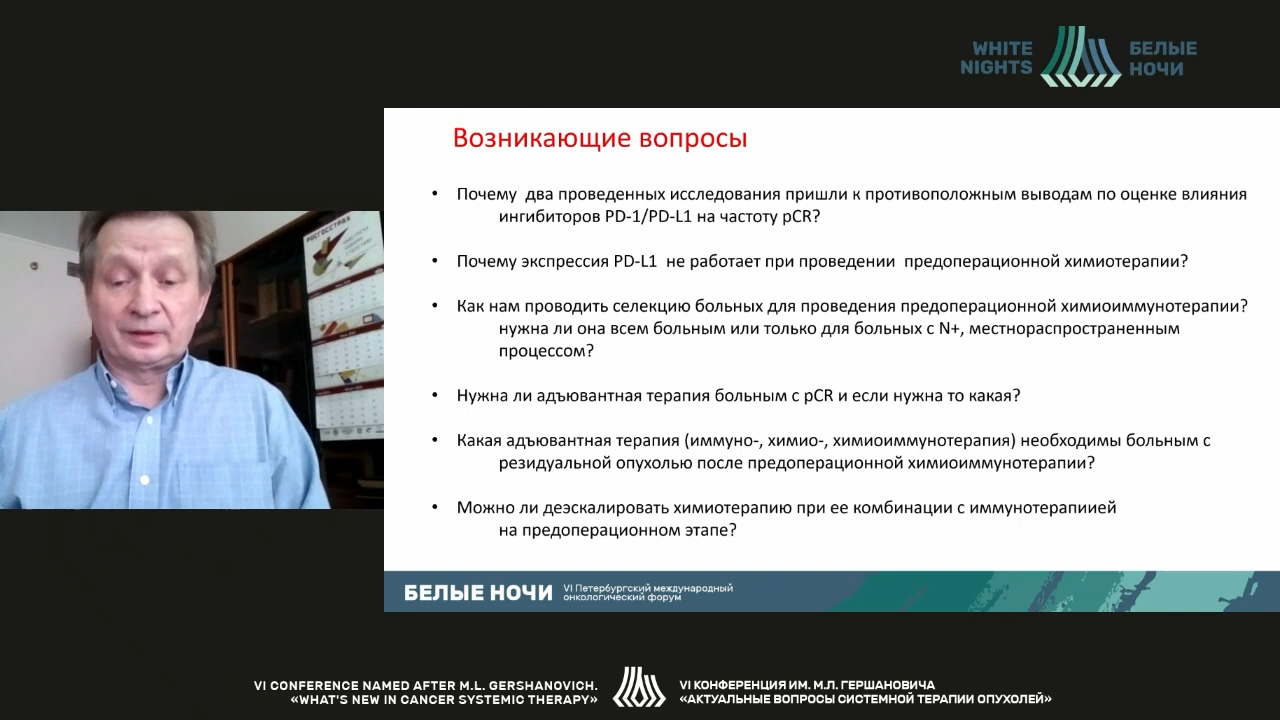 WHITE
NIGHTS
БЕЛЫЕ
НОЧИ
Возникающие вопросы
• Почему два проведенных исследования пришли к противоположным выводам по оценке влияния
ингибиторов PD-1/PD-L1 на частоту pCR?
• Почему экспрессия PD-L1 не работает при проведении предоперационной химиотерапии?
• Как нам проводить селекцию больных для проведения предоперационной химиоиммунотерапии?
нужна ли она всем больным или только для больных с N+, местнораспространенным
процессом?
• Нужна ли адъювантная терапия больным с pCR и если нужна то какая?
• Какая адъювантная терапия (иммуно-, химио-, химиоиммунотерапия) необходимы больным с
резидуальной опухолью после предоперационной химиоиммунотерапии?
• Можно ли деэскалировать химиотерапию при ее комбинации с иммунотерапиией
на предоперационном этапе?
РОСГОССТРАХ
БЕЛЫЕ НОЧИ
VI Петербургский международный
онкологический форум
VI CONFERENCE NAMED AFTER M.L. GERSHANOVICH.
«WHAT'S NEW IN CANCER SYSTEMIC THERAPY»
VI КОНФЕРЕНЦИЯ ИМ. М.Л. ГЕРШАНОВИЧА
«АКТУАЛЬНЫЕ ВОПРОСЫ СИСТЕМНОЙ ТЕРАПИИ ОПУХОЛЕЙ»